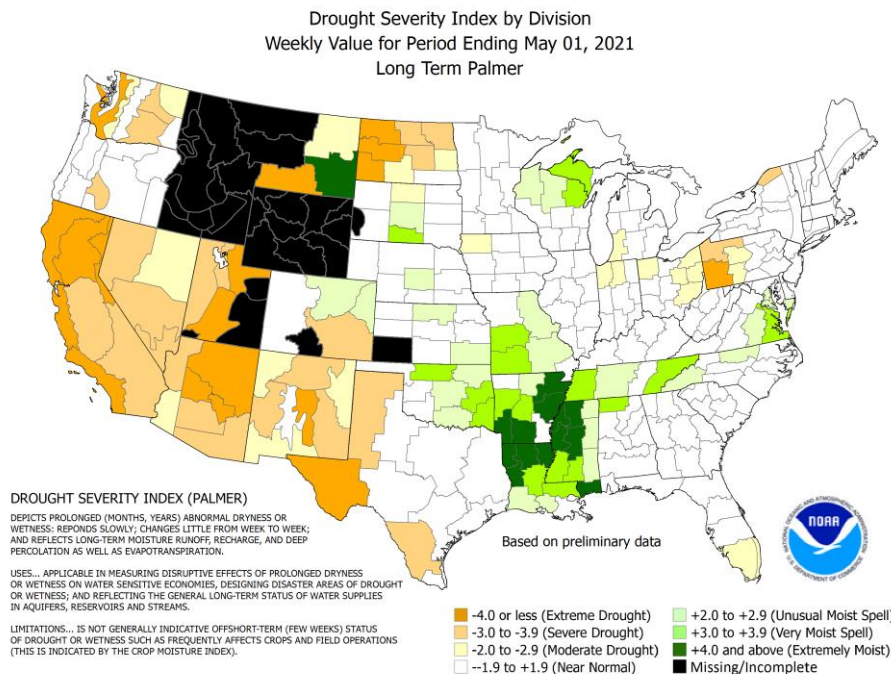 Drought Severity Index by Division
Weekly Value for Period Ending May 01, 2021
Long Term Palmer
DROUGHT SEVERITY INDEX (PALMER)
DEPICTS PROLONGED (MONTHS, YEARS) ABNORMAL DRYNESS OR
WETNESS: REPONDS SLOWLY; CHANGES LITTLE FROM WEEK TO WEEK;
AND REFLECTS LONG-TERM MOISTURE RUNOFF, RECHARGE, AND DEEP
PERCOLATION AS WELL AS EVAPOTRANSPIRATION.
USES... APPLICABLE IN MEASURING DISRUPTIVE EFFECTS OF PROLONGED DRYNESS
OR WETNESS ON WATER SENSITIVE ECONOMIES, DESIGNING DISASTER AREAS OF DROUGHT
OR WETNESS; AND REFLECTING THE GENERAL LONG-TERM STATUS OF WATER SUPPLIES
IN AQUIFERS, RESERVOIRS AND STREAMS.
LIMITATIONS... IS NOT GENERALLY INDICATIVE OFFSHORT-TERM (FEW WEEKS) STATUS
OF DROUGHT OR WETNESS SUCH AS FREQUENTLY AFFECTS CROPS AND FIELD OPERATIONS
(THIS IS INDICATED BY THE CROP MOISTURE INDEX).
Based on preliminary data
NATIONAL OCEANIC AND ATMOSPHERIC ADMINISTRATION
NOAA
U.S. DEPARTMENT OF COMMERCE
-4.0 or less (Extreme Drought)
-3.0 to -3.9 (Severe Drought)
-2.0 to -2.9 (Moderate Drought)
--1.9 to +1.9 (Near Normal)
+2.0 to +2.9 (Unusual Moist Spell)
+3.0 to +3.9 (Very Moist Spell)
+4.0 and above (Extremely Moist)
Missing/Incomplete